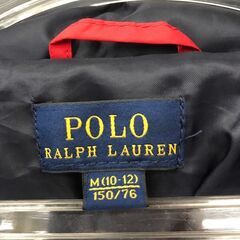 POLO
RALPH LAUREN
M(10-12)
150/76